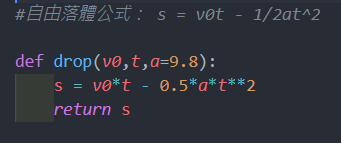 #自由落體公式： s = v0t - 1/2at^2
def drop(v0,t,a=9.8):
    s = v0*t - 0.5*a*t**2
    return s